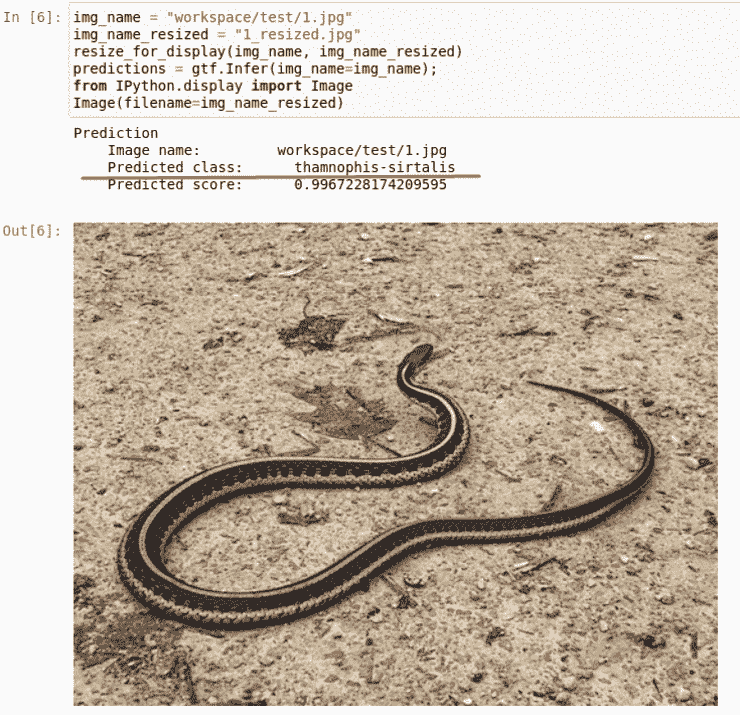 In [6]: img_name = "workspace/test/1.jpg"
img_name_resized = "1_resized.jpg"
resize_for_display(img_name, img_name_resized)
predictions = gtf.Infer(img_name=img_name);
from IPython.display import Image
Image(filename=img_name_resized)
Prediction
Image name: workspace/test/1.jpg
Predicted class: thamnophis-sirtalis
Predicted score: 0.9967228174209595
Out[6]: